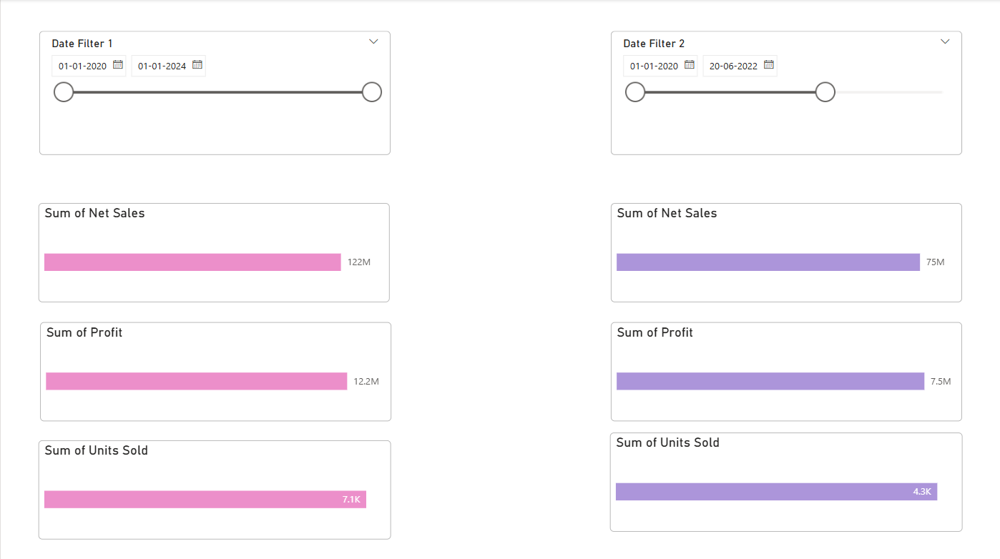 Date Filter 1
01-01-2020 01-01-2024
Date Filter 2
01-01-2020 20-06-2022
Sum of Net Sales
122M
Sum of Net Sales
75M
Sum of Profit
12.2M
Sum of Profit
7.5M
Sum of Units Sold
7.1K
Sum of Units Sold
4.3K